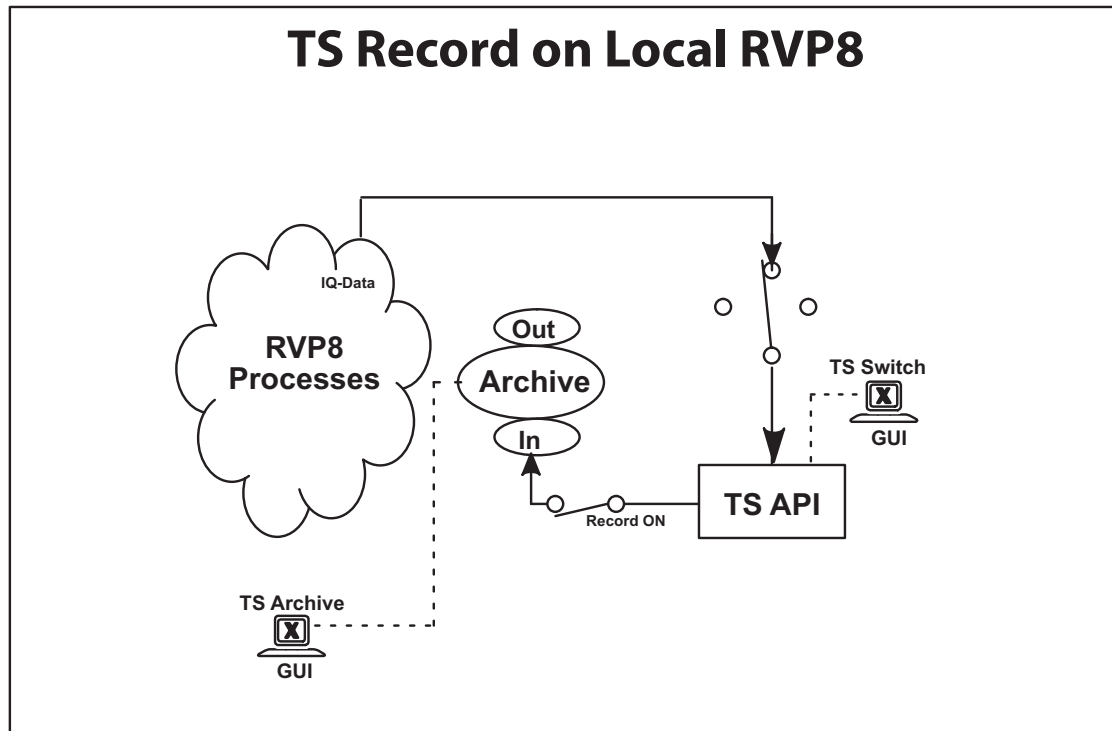 TS Record on Local RVP8
IQ-Data
RVP8
Processes
Out
Archive
In
Record ON
TS Switch
X
GUI
TS API
TS Archive
X
GUI